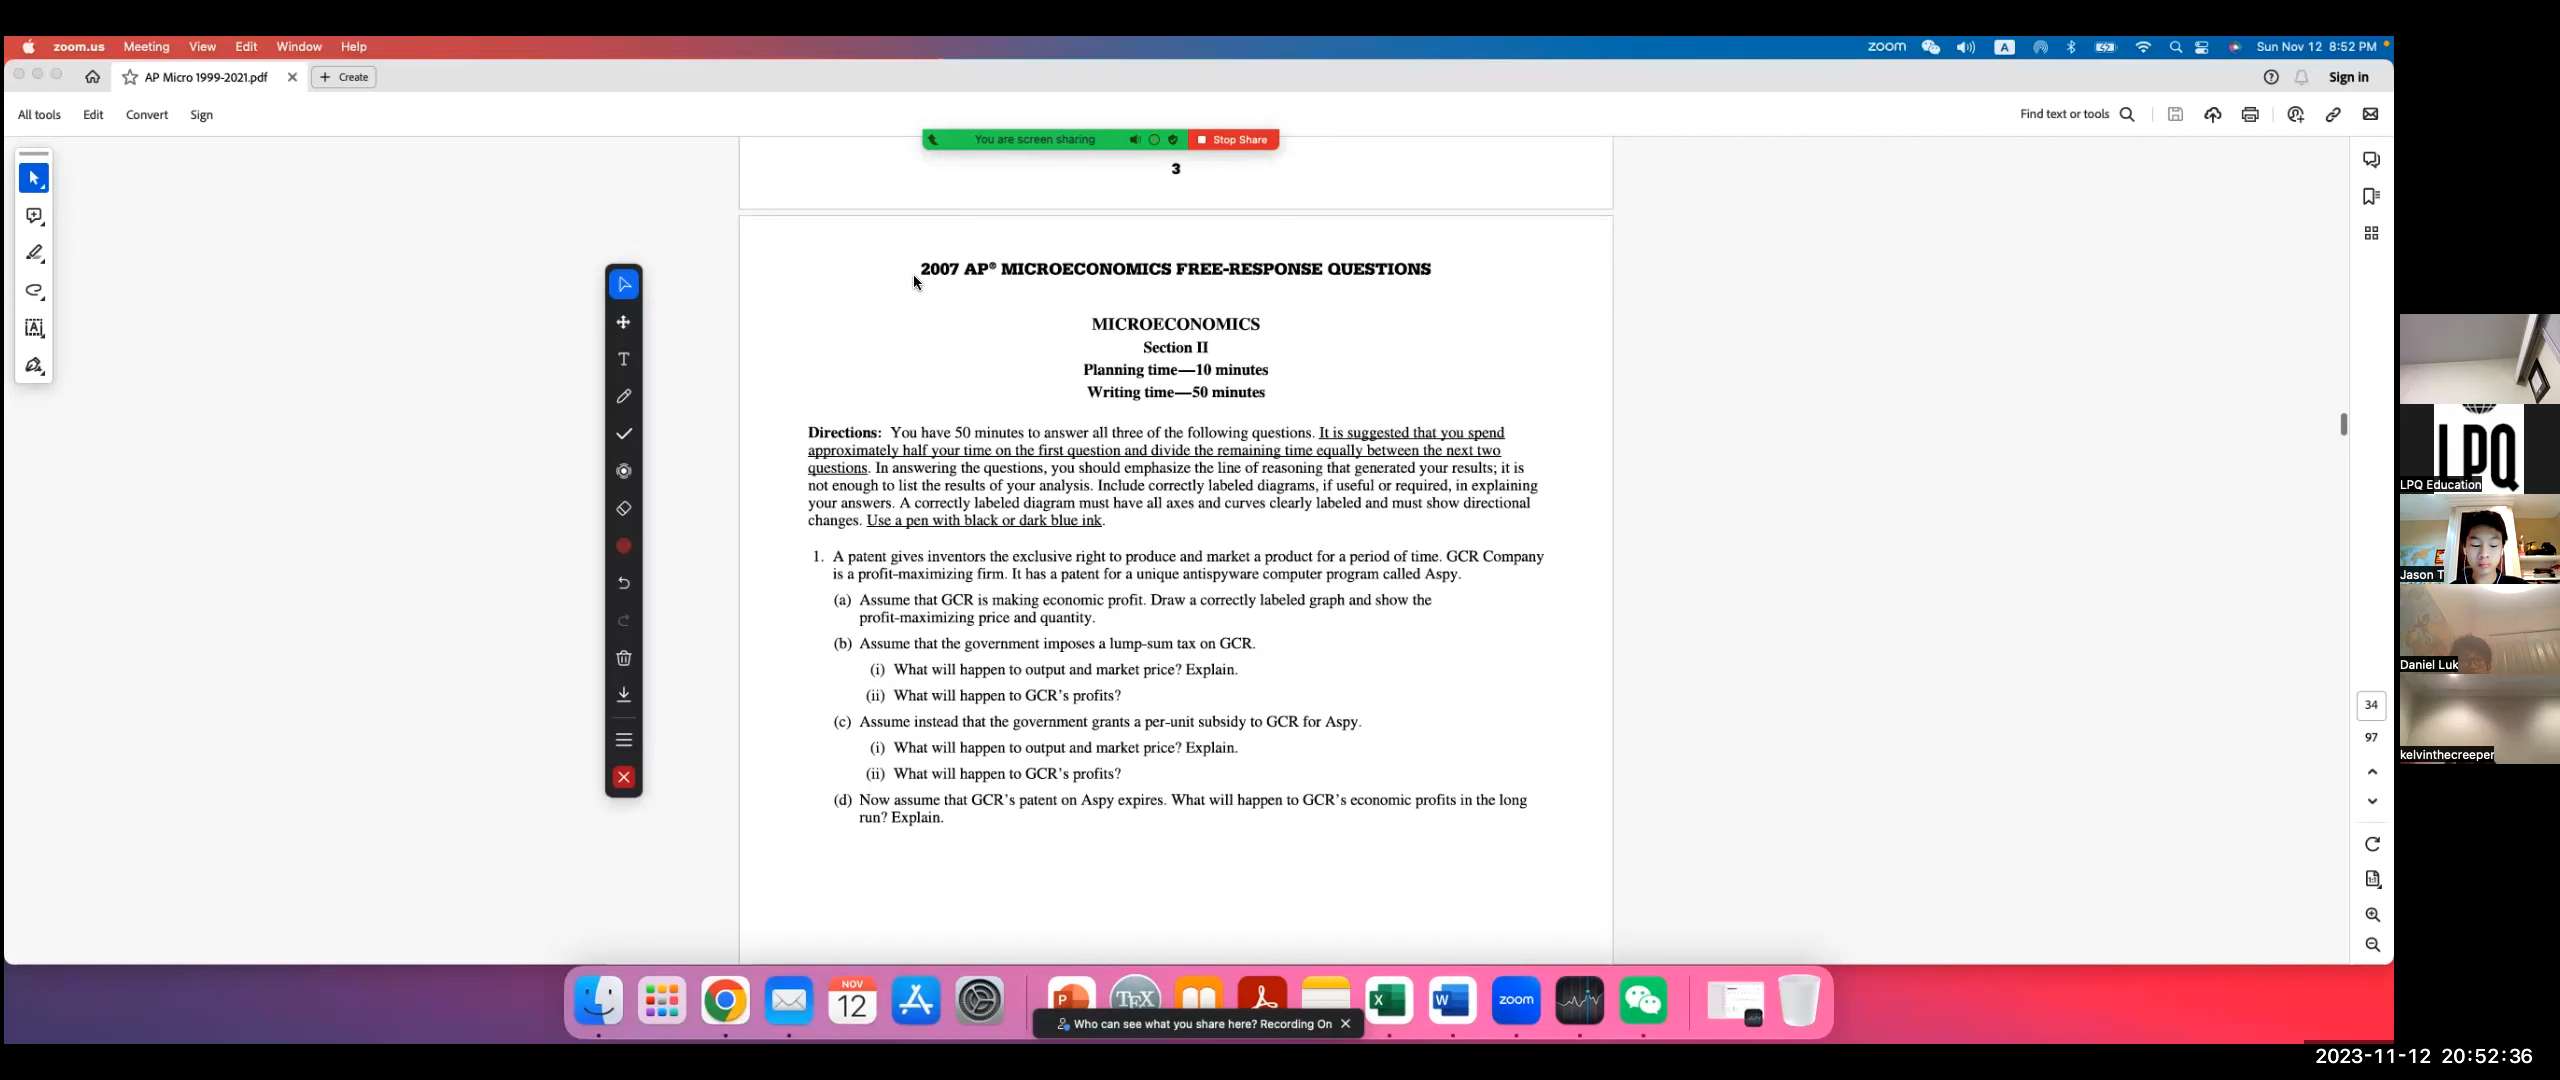 zoom.us Meeting View Edit Window Help
zoom A Sun Nov 12 8:52 PM
AP Micro 1999-2021.pdf Create
Sign in
All tools Edit Convert Sign
Find text or tools
You are screen sharing Stop Share
3
2007 AP® MICROECONOMICS FREE-RESPONSE QUESTIONS
MICROECONOMICS
Section II
Planning time—10 minutes
Writing time—50 minutes
Directions: You have 50 minutes to answer all three of the following questions. It is suggested that you spend
approximately half your time on the first question and divide the remaining time equally between the next two
questions. In answering the questions, you should emphasize the line of reasoning that generated your results; it is
not enough to list the results of your analysis. Include correctly labeled diagrams, if useful or required, in explaining
your answers. A correctly labeled diagram must have all axes and curves clearly labeled and must show directional
changes. Use a pen with black or dark blue ink.
1. A patent gives inventors the exclusive right to produce and market a product for a period of time. GCR Company
is a profit-maximizing firm. It has a patent for a unique antispyware computer program called Aspy.
(a) Assume that GCR is making economic profit. Draw a correctly labeled graph and show the
profit-maximizing price and quantity.
(b) Assume that the government imposes a lump-sum tax on GCR.
(i) What will happen to output and market price? Explain.
(ii) What will happen to GCR's profits?
(c) Assume instead that the government grants a per-unit subsidy to GCR for Aspy.
(i) What will happen to output and market price? Explain.
(ii) What will happen to GCR's profits?
(d) Now assume that GCR's patent on Aspy expires. What will happen to GCR's economic profits in the long
run? Explain.
34
97
LPQ
LPQ Education
Jason T
Daniel Luk
kelvinthecreeper
NOV
12
P
TEX
X
W
zoom
Who can see what you share here? Recording On
2023-11-12 20:52:36